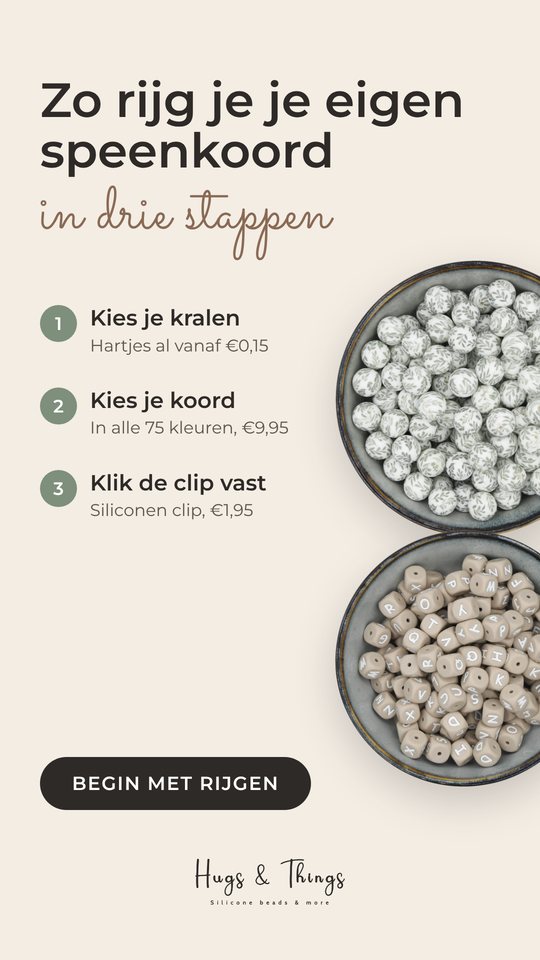 Zo rijg je je eigen
speenkoord
in drie stappen
1
Kies je kralen
Hartjes al vanaf €0,15
2
Kies je koord
In alle 75 kleuren, €9,95
3
Klik de clip vast
Siliconen clip, €1,95
BEGIN MET RIJGEN
Hugs & Things
Silicone beads & more